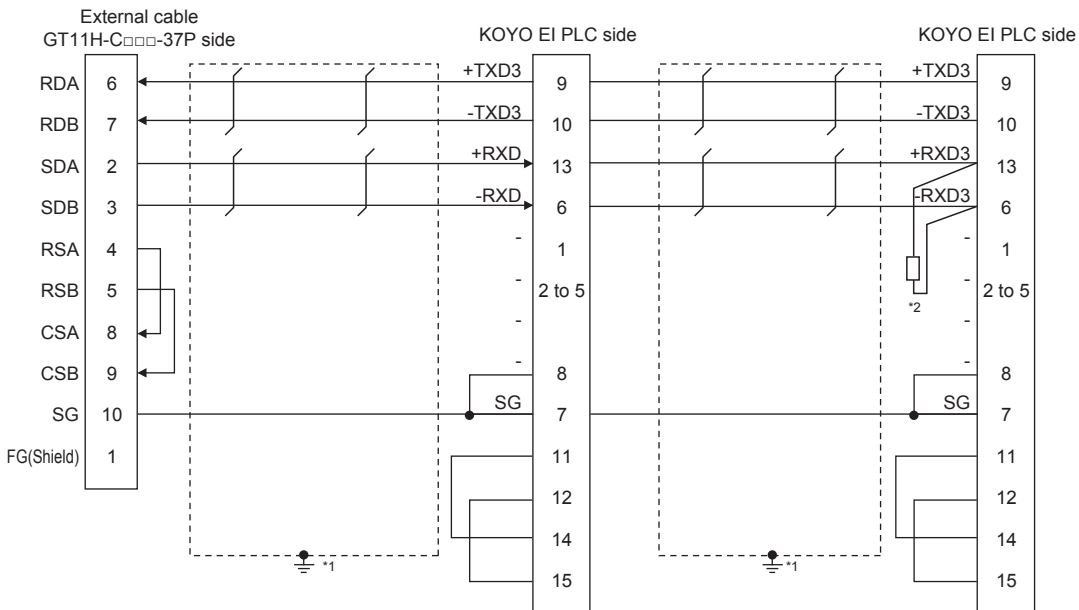 External cable
GT11H-C□□□-37P side
KOYO EI PLC side
KOYO EI PLC side
RDA 6 +TXD3 9 +TXD3 9
RDB 7 -TXD3 10 -TXD3 10
SDA 2 +RXD 13 +RXD3 13
SDB 3 -RXD 6 -RXD3 6
RSA 4 - 1 - 1
RSB 5 - 2 to 5 - 2 to 5
*2
CSA 8 - -
CSB 9 - 8 - 8
SG 10 SG 7 SG 7
FG(Shield) 1 11 11
12 12
14 14
*1 *1
15 15